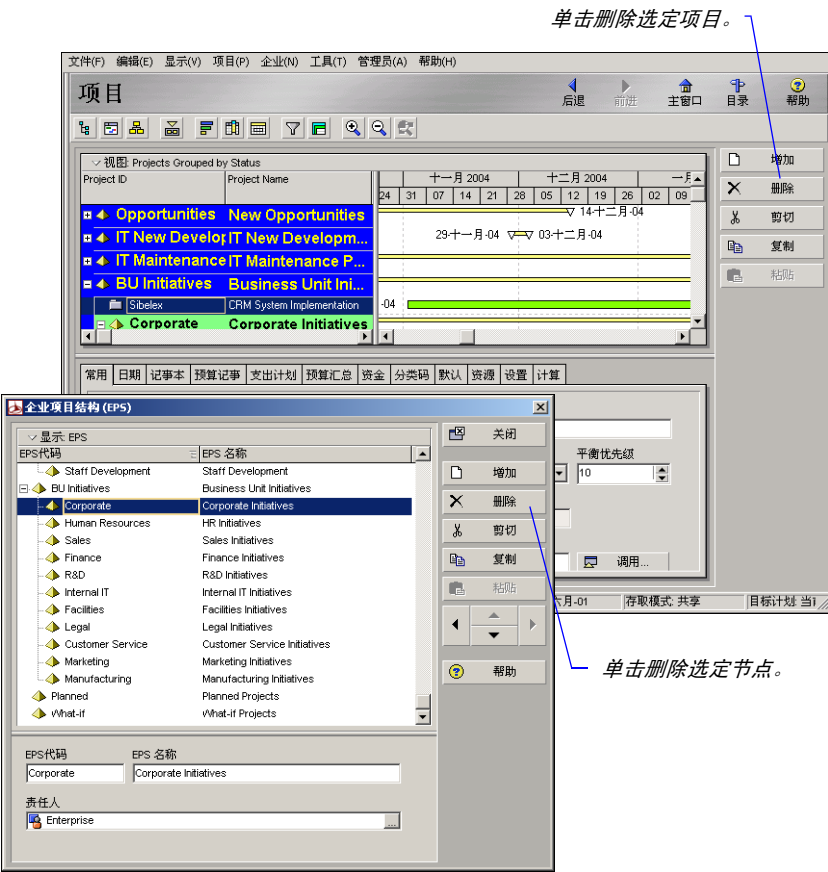 单击删除选定项目。
文件(F) 编辑(E) 显示(V) 项目(P) 企业(N) 工具(T) 管理员(A) 帮助(H)
项目
后退 前进 主窗口 目录 帮助
视图: Projects Grouped by Status
Project ID Project Name
十一月 2004 十二月 2004 一月
24 31 07 14 21 28 05 12 19 26 02 09
Opportunities New Opportunities 14-十二月-04
IT New Develop IT New Developm... 29-十一月-04 03-十二月-04
IT Maintenance IT Maintenance P...
BU Initiatives Business Unit Ini...
Sibelex CRM System Implementation -04
Corporate Corporate Initiatives
增加
删除
剪切
复制
粘贴
常用 日期 记事本 预算记事 支出计划 预算汇总 资金 分类码 默认 资源 设置 计算
平衡优先级
10
调用...
六月-01 存取模式: 共享 目标计划: 当
企业项目结构 (EPS)
显示: EPS
EPS代码 EPS 名称
Staff Development Staff Development
BU Initiatives Business Unit Initiatives
Corporate Corporate Initiatives
Human Resources HR Initiatives
Sales Sales Initiatives
Finance Finance Initiatives
R&D R&D Initiatives
Internal IT Internal IT Initiatives
Facilities Facilities Initiatives
Legal Legal Initiatives
Customer Service Customer Service Initiatives
Marketing Marketing Initiatives
Manufacturing Manufacturing Initiatives
Planned Planned Projects
What-if What-if Projects
关闭
增加
删除
剪切
复制
粘贴
帮助
EPS代码 EPS 名称
Corporate Corporate Initiatives
责任人
Enterprise
...
单击删除选定节点。